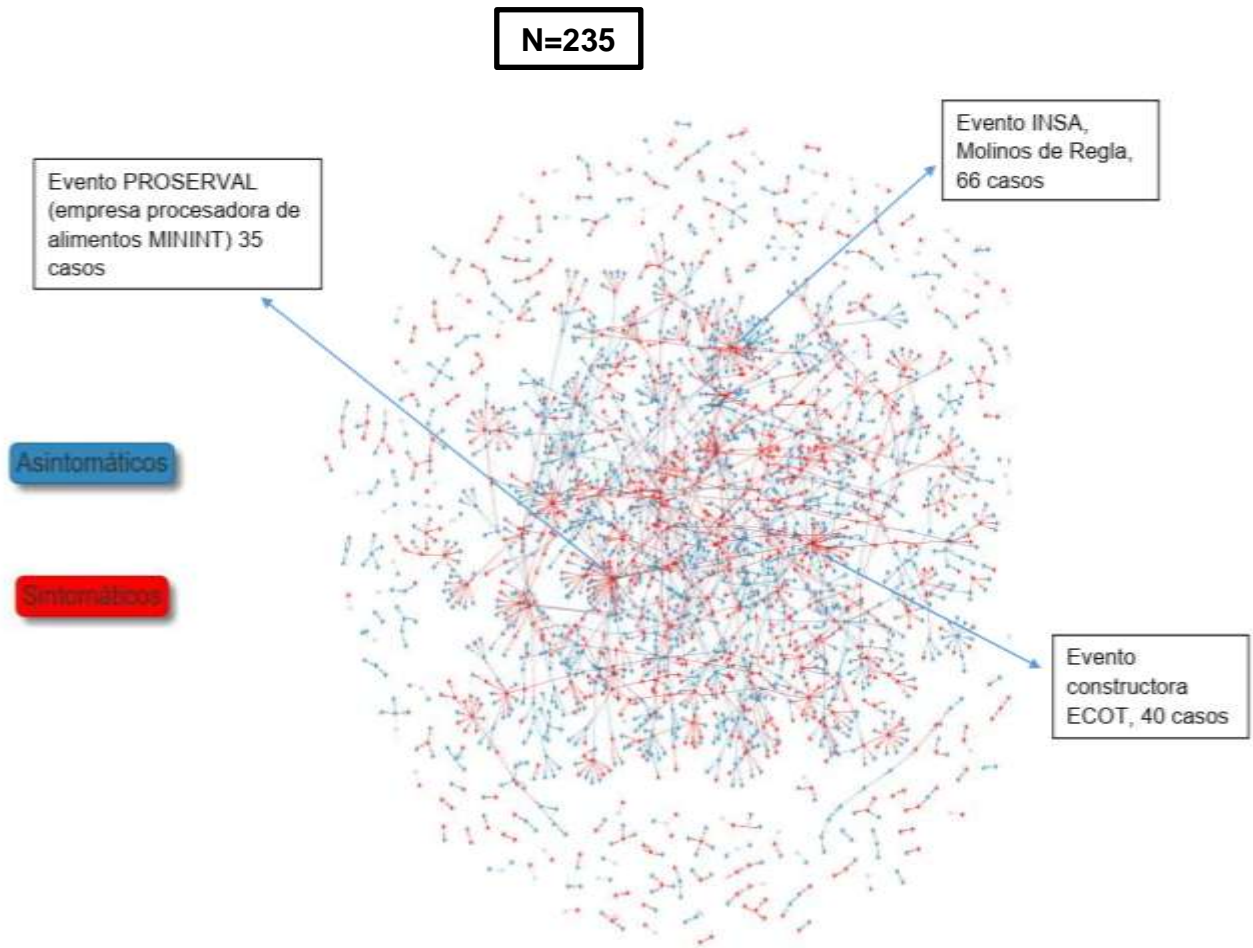 N=235
Evento INSA,
Molinos de Regla,
66 casos
Evento PROSERVAL
(empresa procesadora de
alimentos MININT) 35
casos
Asintomáticos
Sintomáticos
Evento
constructora
ECOT, 40 casos